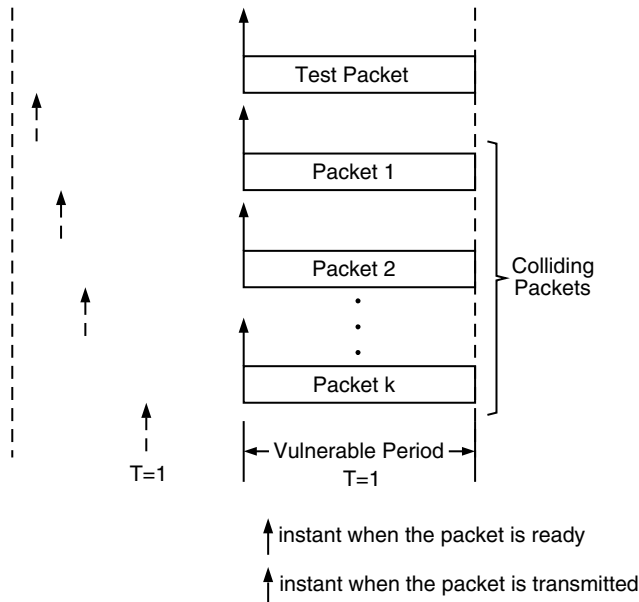 Test Packet
Packet 1
Packet 2
Colliding
Packets
Packet k
Vulnerable Period
T=1
T=1
instant when the packet is ready
instant when the packet is transmitted